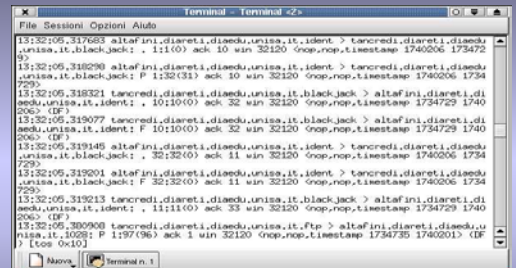 Terminal - Terminal <2>
File Sessioni Opzioni Aiuto
13:32:05.317683 altafini.diareti.diaedu.unisa.it.ident > tancredi.diareti.diaedu
.unisa.it.blackjack: . 1:1(0) ack 10 win 32120 <nop,nop,timestamp 1740206 173472
9>
13:32:05.318298 altafini.diareti.diaedu.unisa.it.ident > tancredi.diareti.diaedu
.unisa.it.blackjack: P 1:32(31) ack 10 win 32120 <nop,nop,timestamp 1740206 1734
729>
13:32:05.318321 tancredi.diareti.diaedu.unisa.it.blackjack > altafini.diareti.di
aedu.unisa.it.ident: . 10:10(0) ack 32 win 32120 <nop,nop,timestamp 1734729 1740
206> (DF)
13:32:05.319077 tancredi.diareti.diaedu.unisa.it.blackjack > altafini.diareti.di
aedu.unisa.it.ident: F 10:10(0) ack 32 win 32120 <nop,nop,timestamp 1734729 1740
206> (DF)
13:32:05.319145 altafini.diareti.diaedu.unisa.it.ident > tancredi.diareti.diaedu
.unisa.it.blackjack: . 32:32(0) ack 11 win 32120 <nop,nop,timestamp 1740206 1734
729>
13:32:05.319201 altafini.diareti.diaedu.unisa.it.ident > tancredi.diareti.diaedu
.unisa.it.blackjack: F 32:32(0) ack 11 win 32120 <nop,nop,timestamp 1740206 1734
729>
13:32:05.319213 tancredi.diareti.diaedu.unisa.it.blackjack > altafini.diareti.di
aedu.unisa.it.ident: . 11:11(0) ack 33 win 32120 <nop,nop,timestamp 1734729 1740
206> (DF)
13:32:05.380908 tancredi.diareti.diaedu.unisa.it.ftp > altafini.diareti.diaedu.u
nisa.it.1028: P 1:97(96) ack 1 win 32120 <nop,nop,timestamp 1734735 1740201> (DF
) [tos 0x10]
Nuova Terminal n. 1